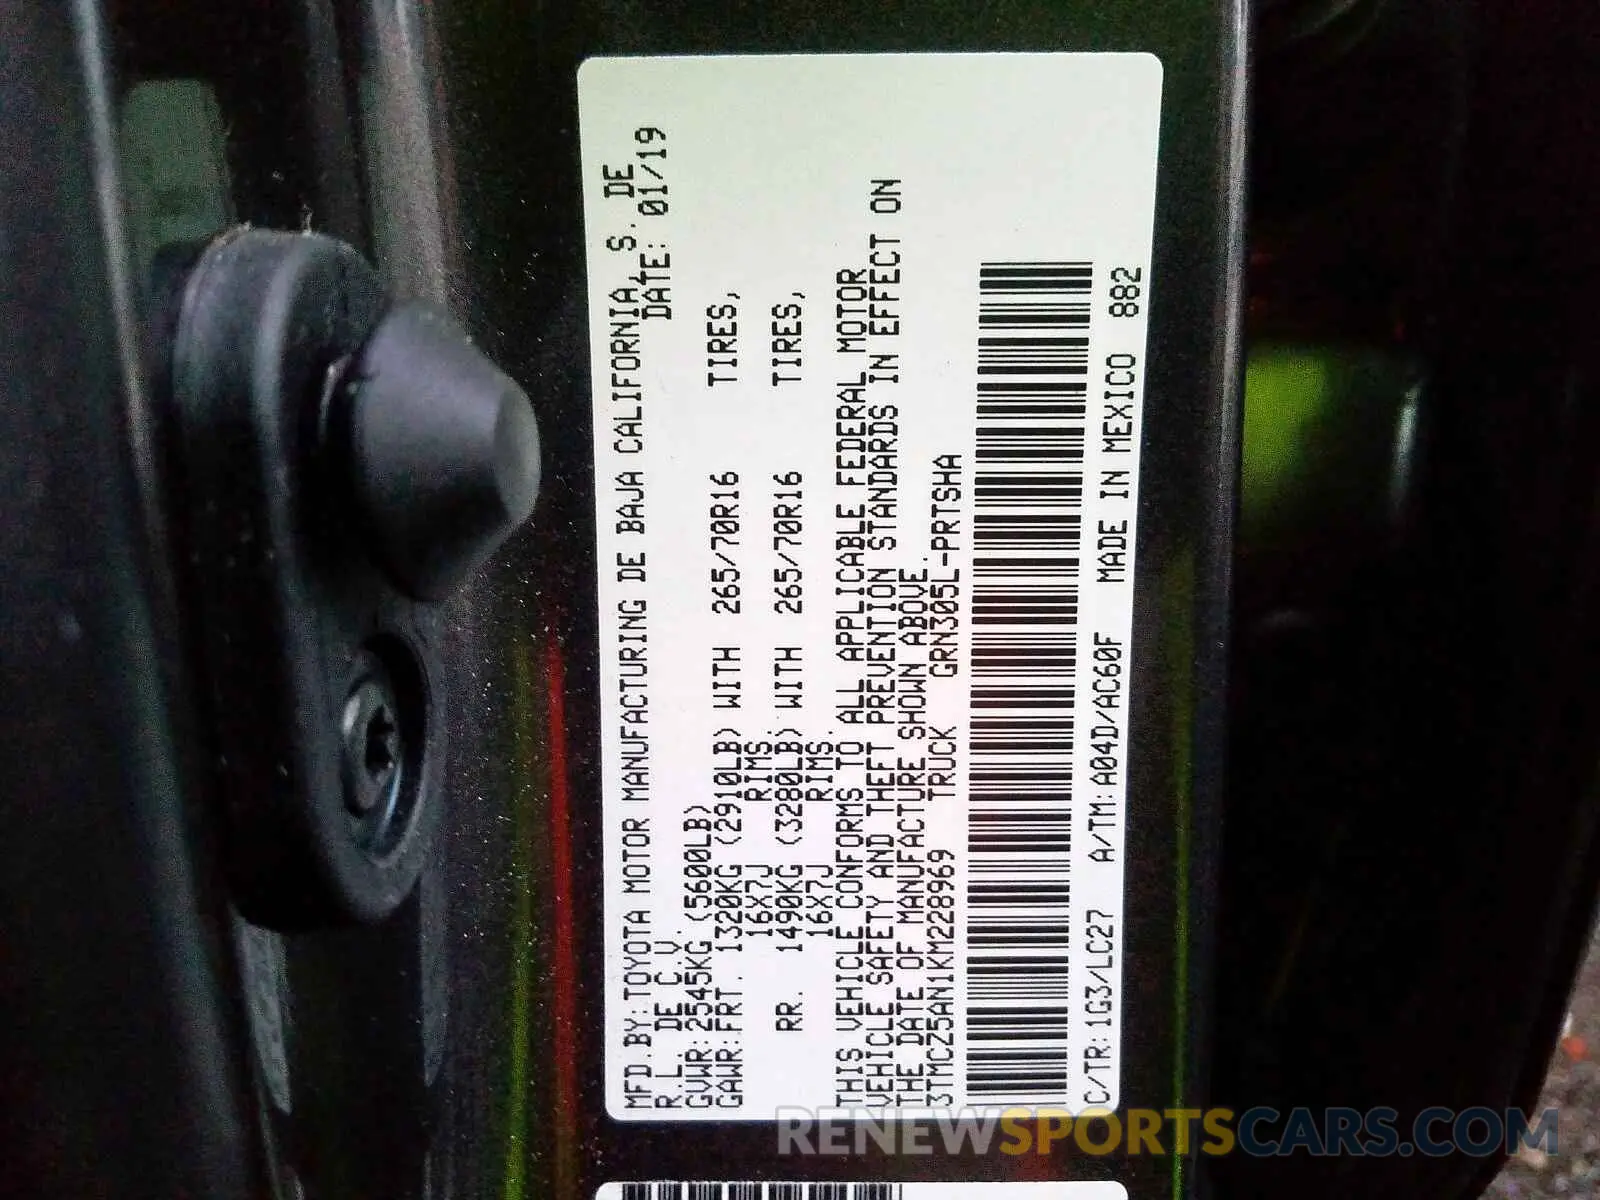 MFD.BY:TOYOTA MOTOR MANUFACTURING DE BAJA CALIFORNIA, S. DE
R.L. DE C.V. DATE: 01/19
GVWR:2545KG (5600LB)
GAWR:FRT. 1320KG (2910LB) WITH 265/70R16 TIRES,
16X7J RIMS.
RR. 1490KG (3280LB) WITH 265/70R16 TIRES,
16X7J RIMS.
THIS VEHICLE CONFORMS TO ALL APPLICABLE FEDERAL MOTOR
VEHICLE SAFETY AND THEFT PREVENTION STANDARDS IN EFFECT ON
THE DATE OF MANUFACTURE SHOWN ABOVE.
3TMCZ5AN1KM228969 TRUCK GRN305L-PRTSHA
C/TR:1G3/LC27 A/TM:A04D/AC60F MADE IN MEXICO 882
RENEWSPORTSCARS.COM